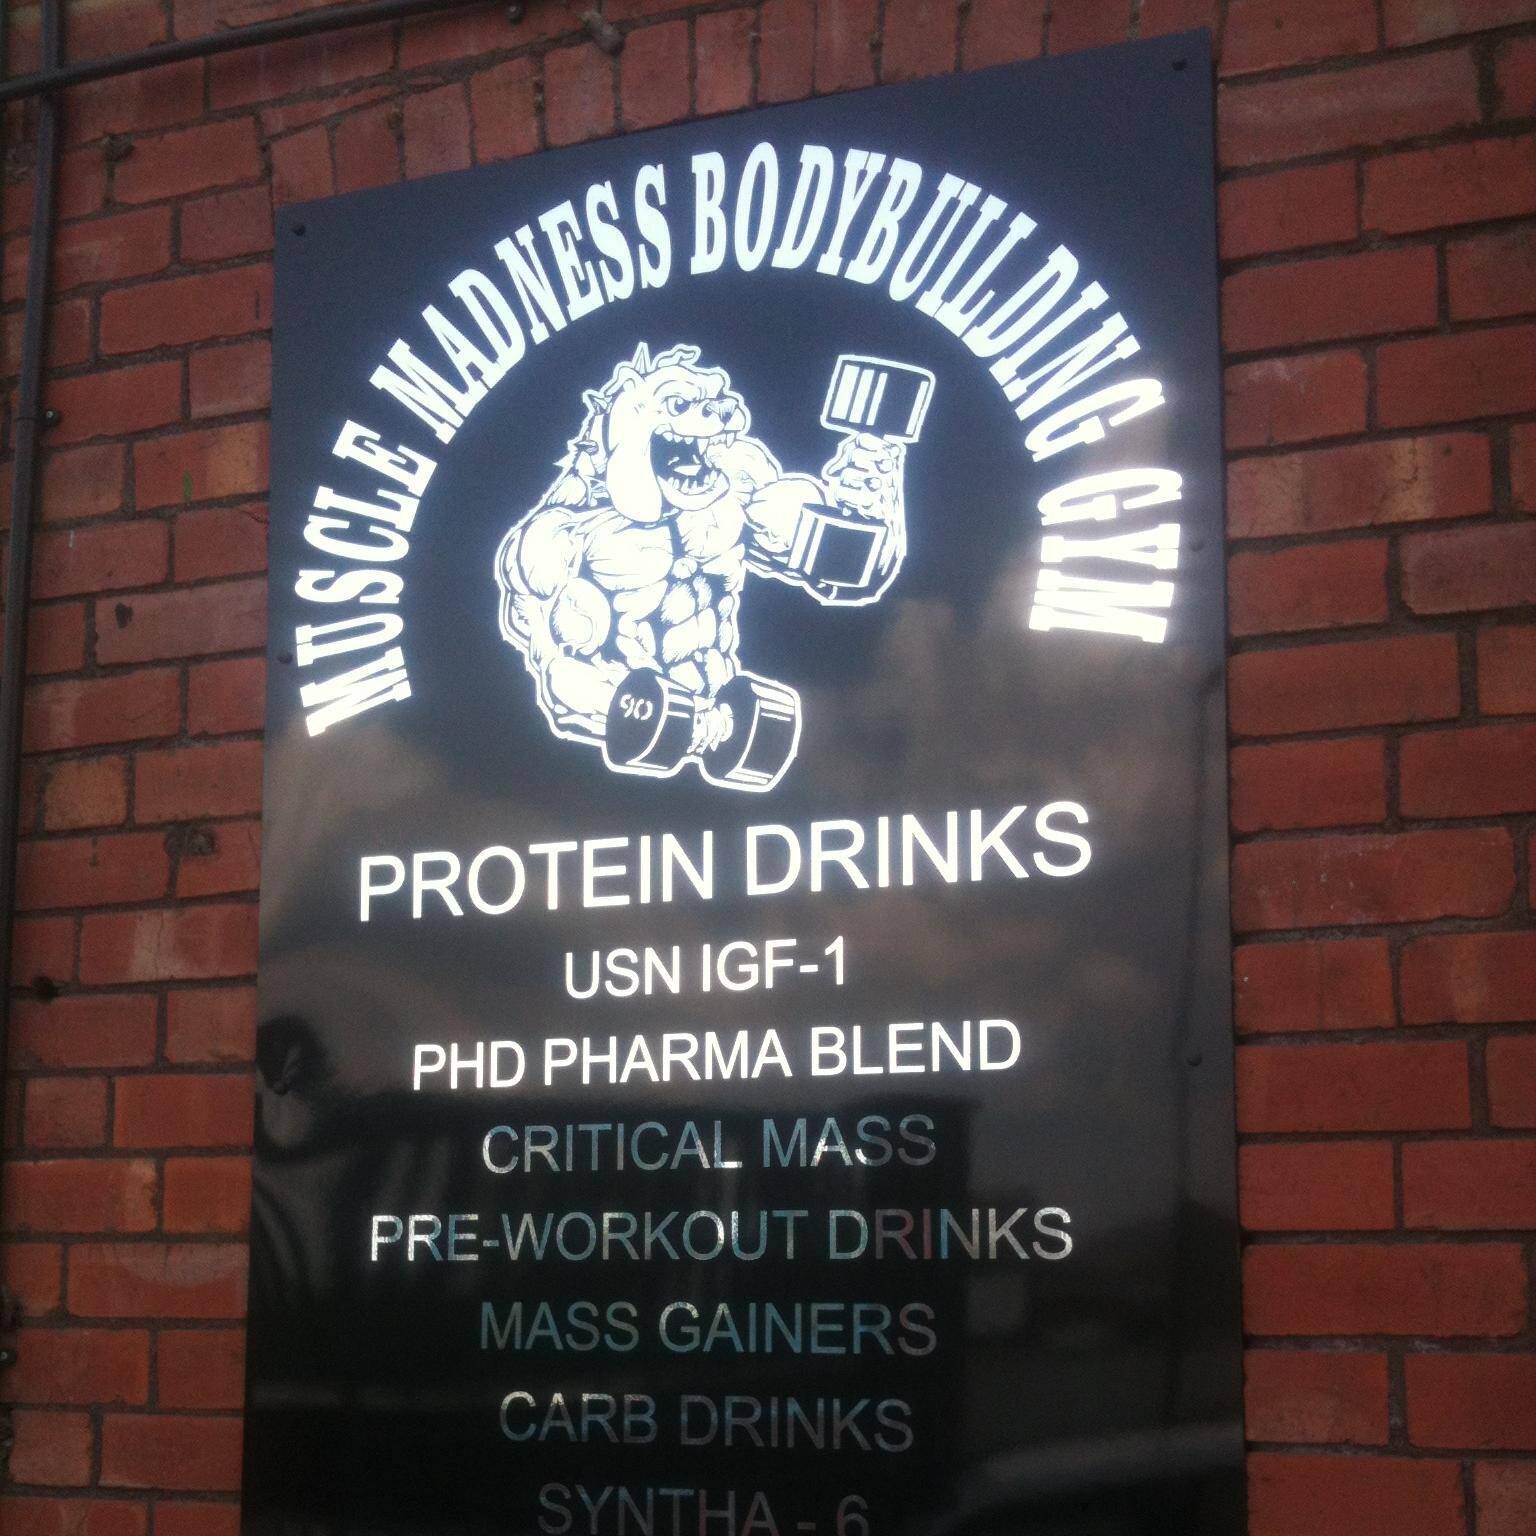 MUSCLE MADNESS BODYBUILDING GYM
90
PROTEIN DRINKS
USN IGF-1
PHD PHARMA BLEND
CRITICAL MASS
PRE-WORKOUT DRINKS
MASS GAINERS
CARB DRINKS
SYNTHA - 6